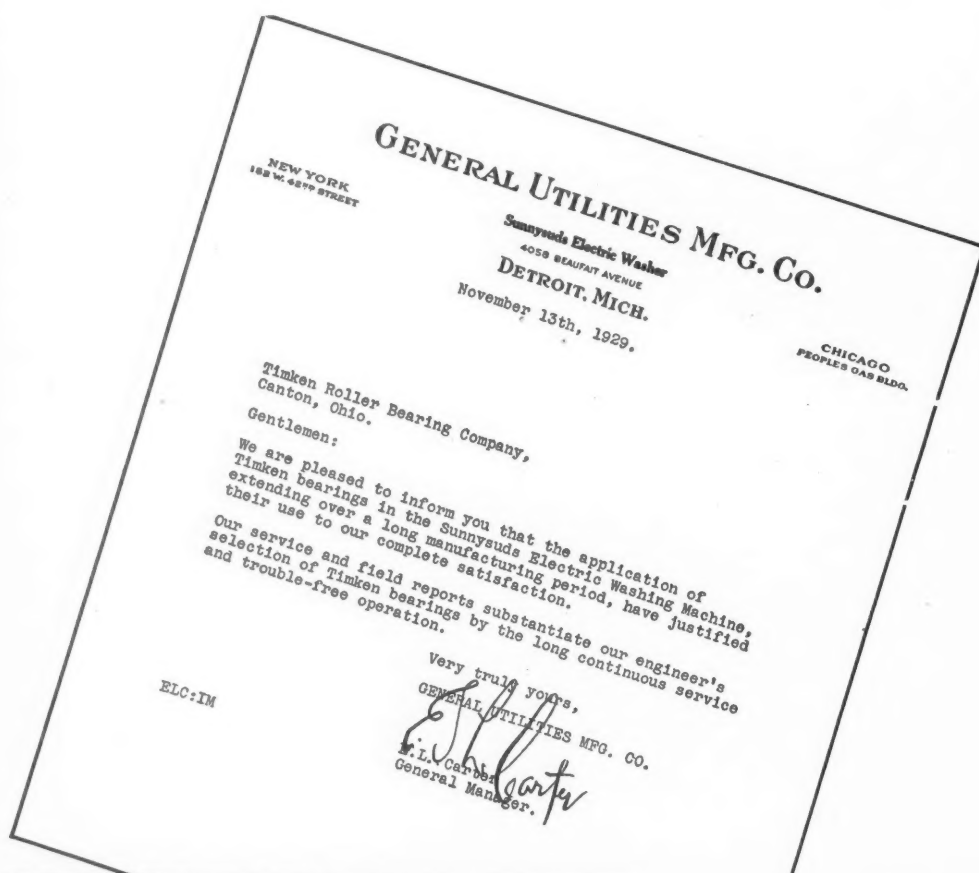 GENERAL UTILITIES MFG. CO.
NEW YORK
152 W. 42ND STREET
Sunnysuds Electric Washer
4058 BEAUFAIT AVENUE
DETROIT, MICH.
November 13th, 1929.
CHICAGO
PEOPLES GAS BLDG.
Timken Roller Bearing Company,
Canton, Ohio.
Gentlemen:
We are pleased to inform you that the application of
Timken bearings in the Sunnysuds Electric Washing Machine,
extending over a long manufacturing period, have justified
their use to our complete satisfaction.
Our service and field reports substantiate our engineer's
selection of Timken bearings by the long continuous service
and trouble-free operation.
Very truly yours,
GENERAL UTILITIES MFG. CO.
E L Carter
E.L. Carter
General Manager.
ELC:IM